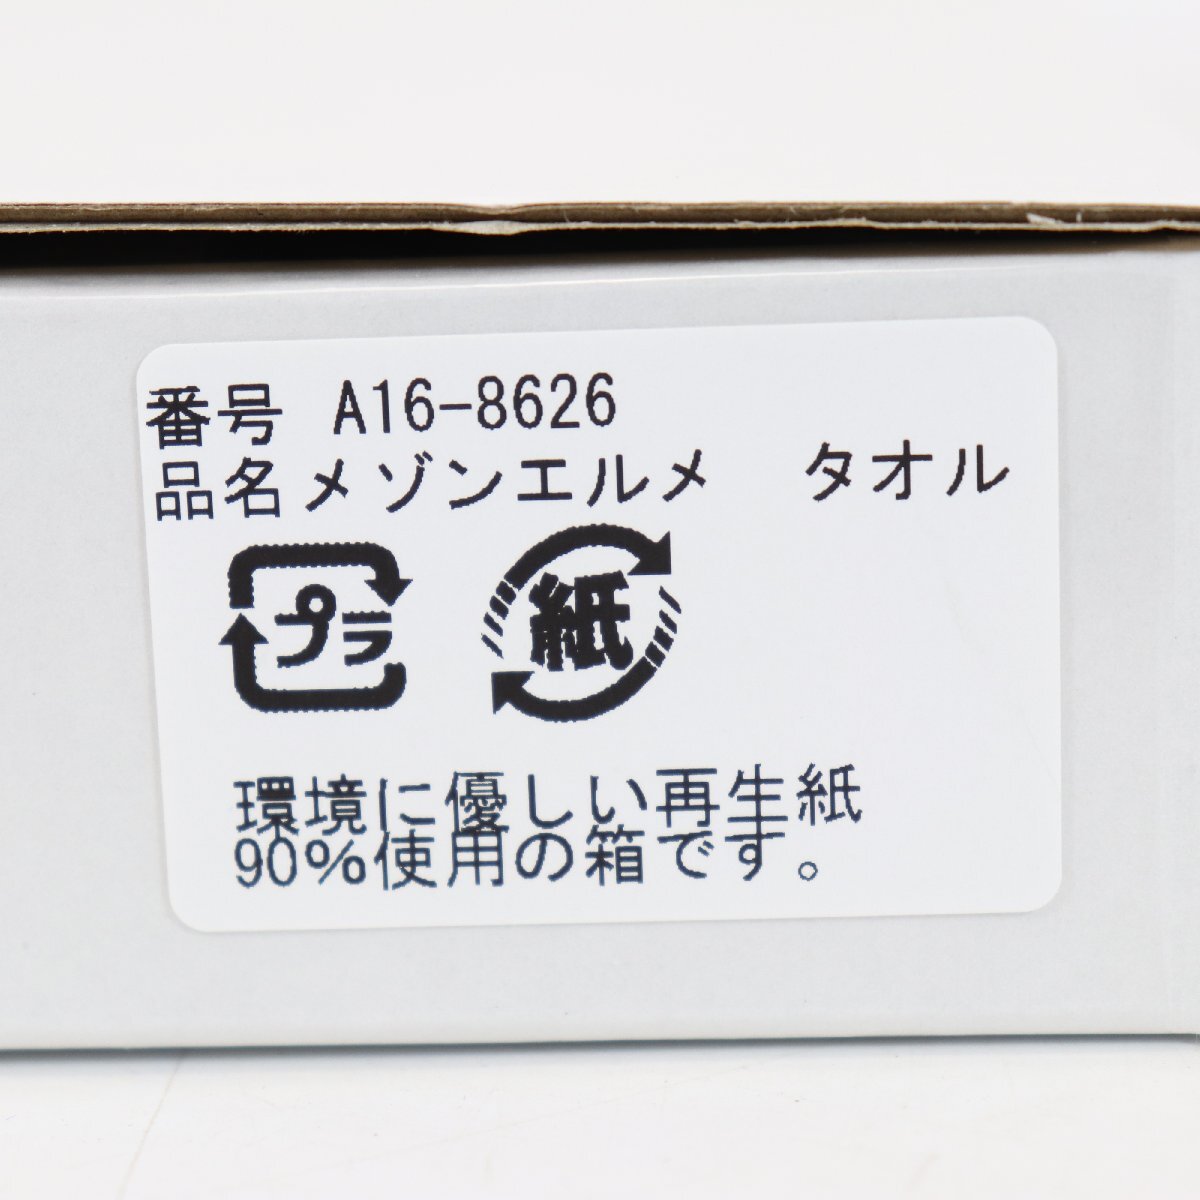 番号 A16-8626
品名メゾンエルメ　タオル
プラ 紙
環境に優しい再生紙
90%使用の箱です。